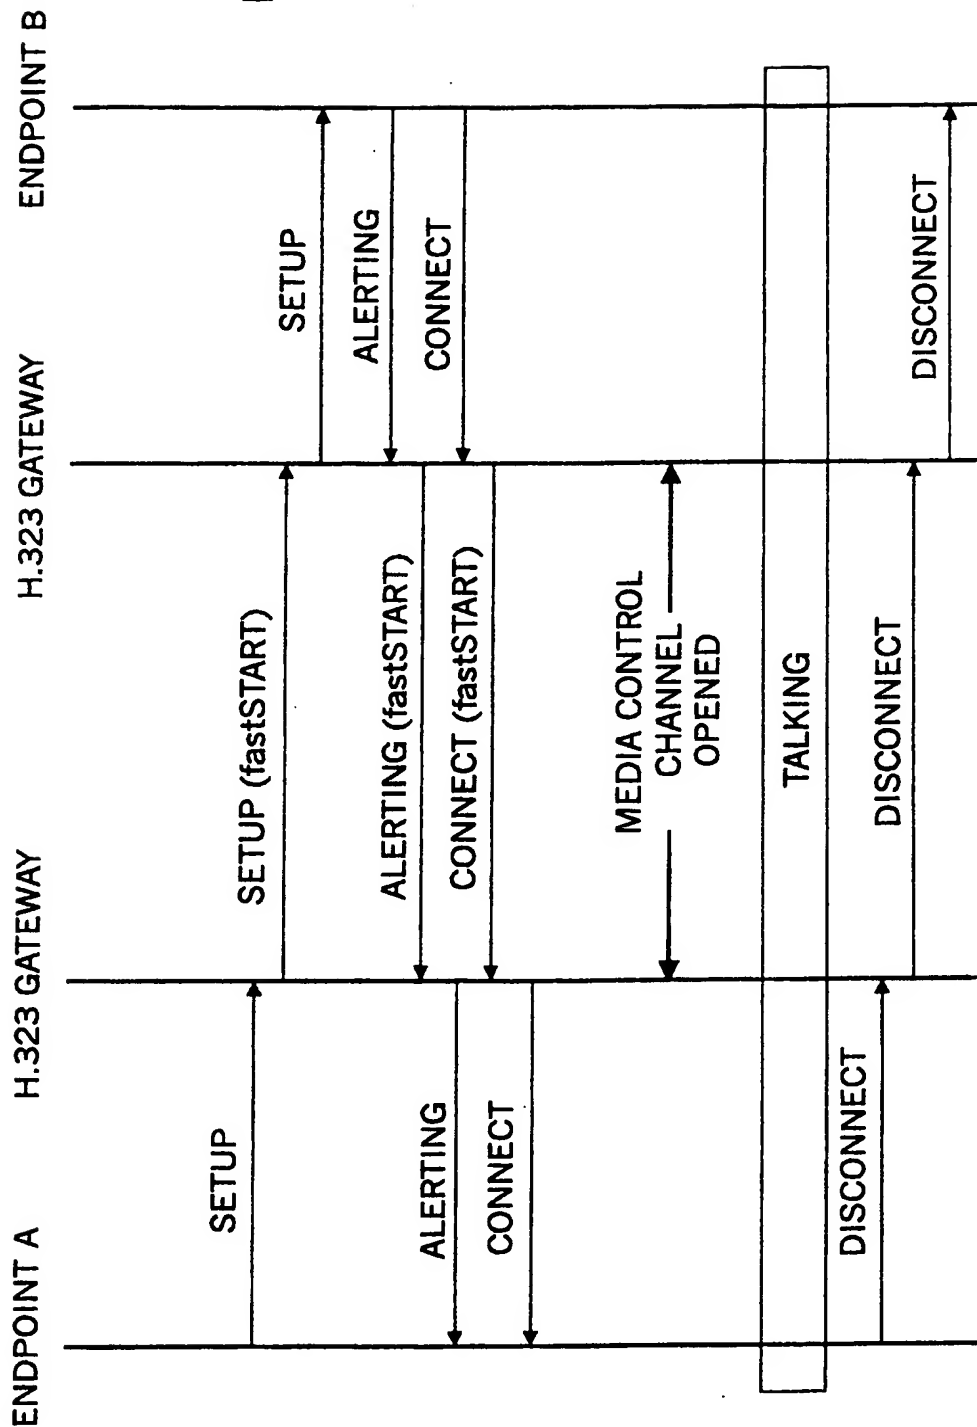 ENDPOINT A
H.323 GATEWAY
H.323 GATEWAY
ENDPOINT B
SETUP
SETUP (fastSTART)
SETUP
ALERTING
ALERTING (fastSTART)
ALERTING
CONNECT
CONNECT (fastSTART)
CONNECT
MEDIA CONTROL
CHANNEL
OPENED
TALKING
DISCONNECT
DISCONNECT
DISCONNECT